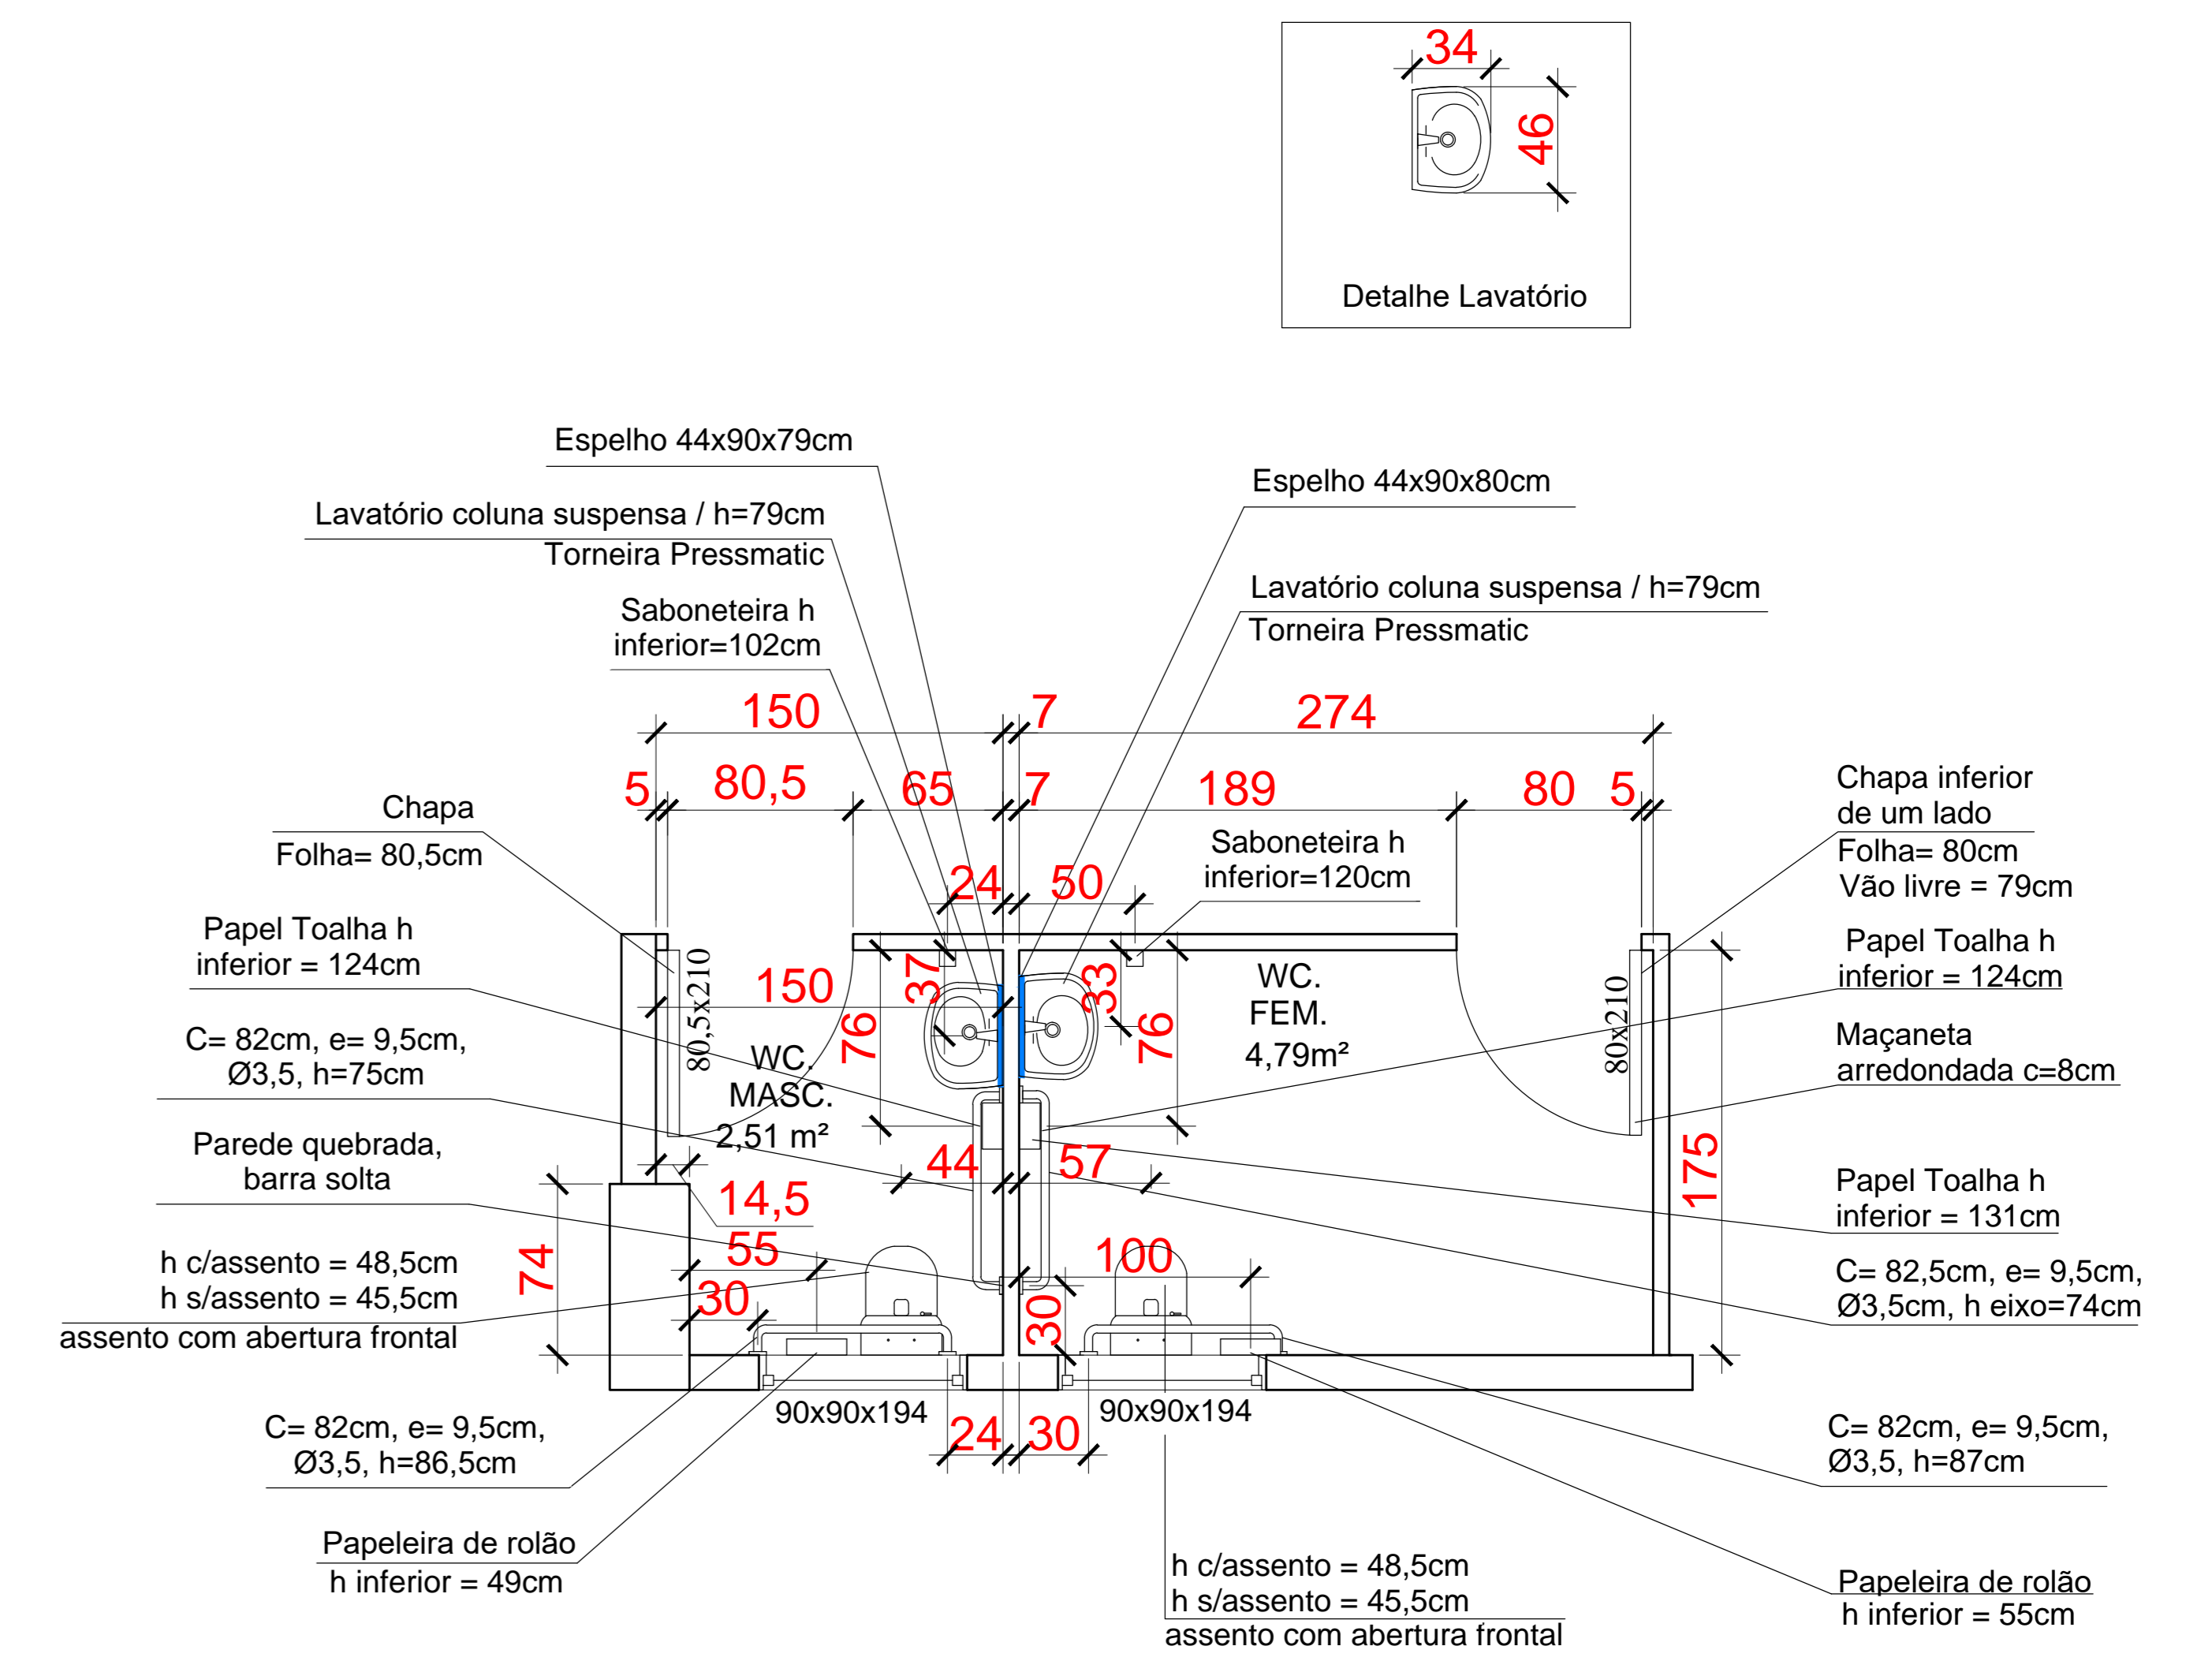 34
46
Detalhe Lavatório
Espelho 44x90x79cm
Espelho 44x90x80cm
Lavatório coluna suspensa / h=79cm
Torneira Pressmatic
Lavatório coluna suspensa / h=79cm
Torneira Pressmatic
Saboneteira h
inferior=102cm
150
7
274
5
80,5
65
7
189
80
5
Chapa
Folha= 80,5cm
Chapa inferior
de um lado
Folha= 80cm
Vão livre = 79cm
Saboneteira h
inferior=120cm
24
50
Papel Toalha h
inferior = 124cm
Papel Toalha h
inferior = 124cm
80,5x210
150
37
76
33
76
WC.
FEM.
4,79m²
80x210
C= 82cm, e= 9,5cm,
Ø3,5, h=75cm
WC.
MASC.
2,51 m²
Maçaneta
arredondada c=8cm
Parede quebrada,
barra solta
44
57
175
14,5
Papel Toalha h
inferior = 131cm
h c/assento = 48,5cm
h s/assento = 45,5cm
assento com abertura frontal
74
55
30
100
30
C= 82,5cm, e= 9,5cm,
Ø3,5cm, h eixo=74cm
90x90x194
90x90x194
24
30
C= 82cm, e= 9,5cm,
Ø3,5, h=86,5cm
C= 82cm, e= 9,5cm,
Ø3,5, h=87cm
Papeleira de rolão
h inferior = 49cm
h c/assento = 48,5cm
h s/assento = 45,5cm
assento com abertura frontal
Papeleira de rolão
h inferior = 55cm